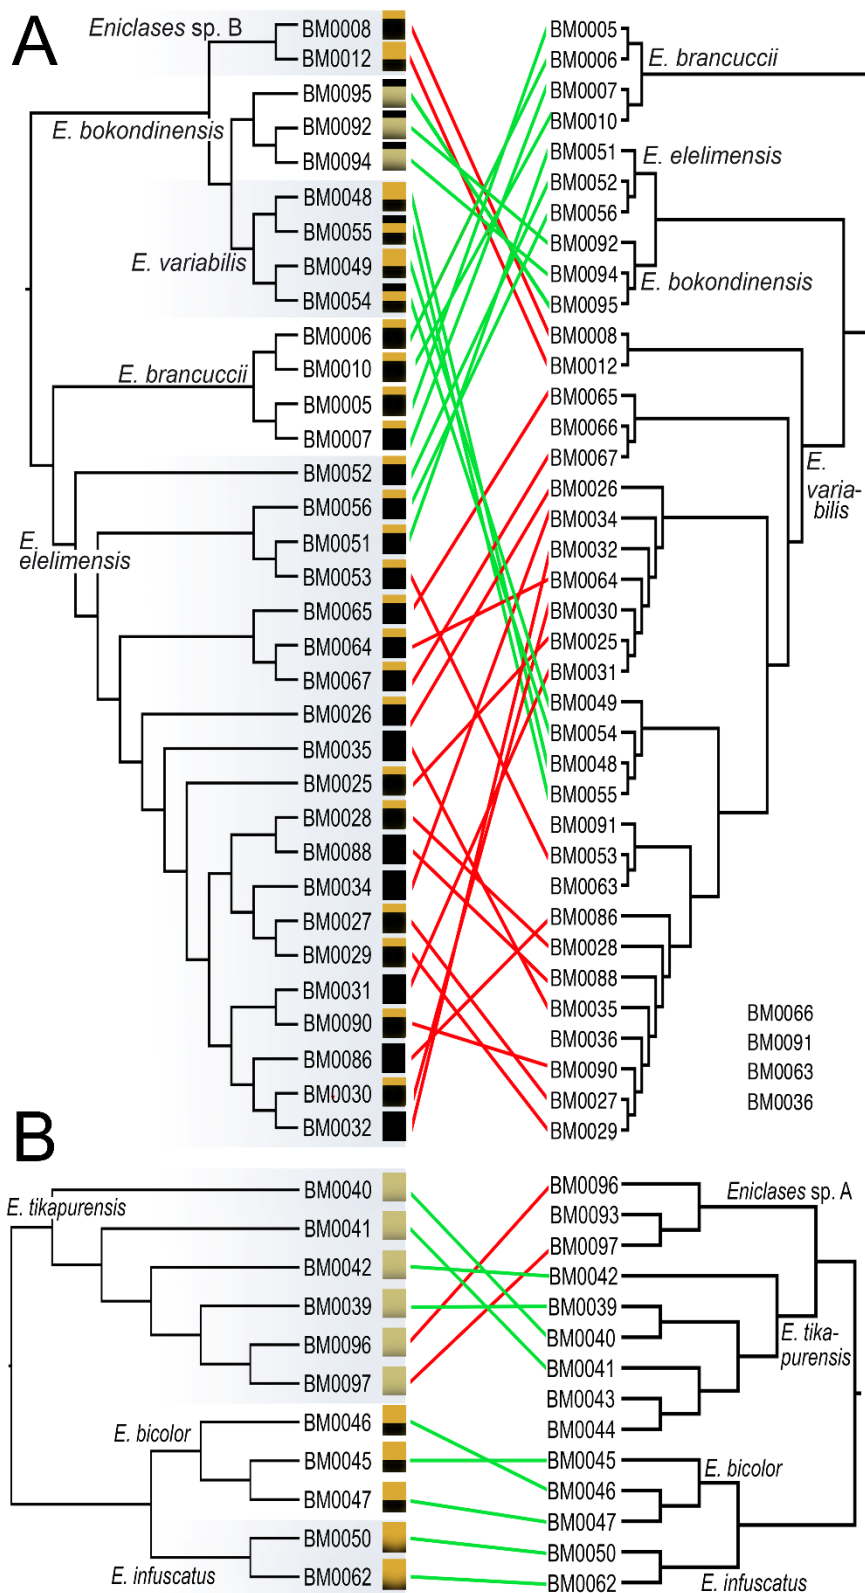 A
Eniclases sp. B
BM0008
BM0012
E. bokondinensis
BM0095
BM0092
BM0094
E. variabilis
BM0048
BM0055
BM0049
BM0054
E. brancuccii
BM0006
BM0010
BM0005
BM0007
E.
elelimensis
BM0052
BM0056
BM0051
BM0053
BM0065
BM0064
BM0067
BM0026
BM0035
BM0025
BM0028
BM0088
BM0034
BM0027
BM0029
BM0031
BM0090
BM0086
BM0030
BM0032
BM0005
BM0006
BM0007
BM0010
E. brancuccii
BM0051
BM0052
BM0056
E. elelimensis
BM0092
BM0094
BM0095
E. bokondinensis
BM0008
BM0012
BM0065
BM0066
BM0067
E.
varia-
bilis
BM0026
BM0034
BM0032
BM0064
BM0030
BM0025
BM0031
BM0049
BM0054
BM0048
BM0055
BM0091
BM0053
BM0063
BM0086
BM0028
BM0088
BM0035
BM0036
BM0090
BM0027
BM0029
BM0066
BM0091
BM0063
BM0036
B
E. tikapurensis
BM0040
BM0041
BM0042
BM0039
BM0096
BM0097
E. bicolor
BM0046
BM0045
BM0047
E. infuscatus
BM0050
BM0062
BM0096
BM0093
BM0097
Eniclases sp. A
BM0042
BM0039
BM0040
BM0041
BM0043
BM0044
E. tika-
purensis
BM0045
BM0046
BM0047
E. bicolor
BM0050
BM0062
E. infuscatus